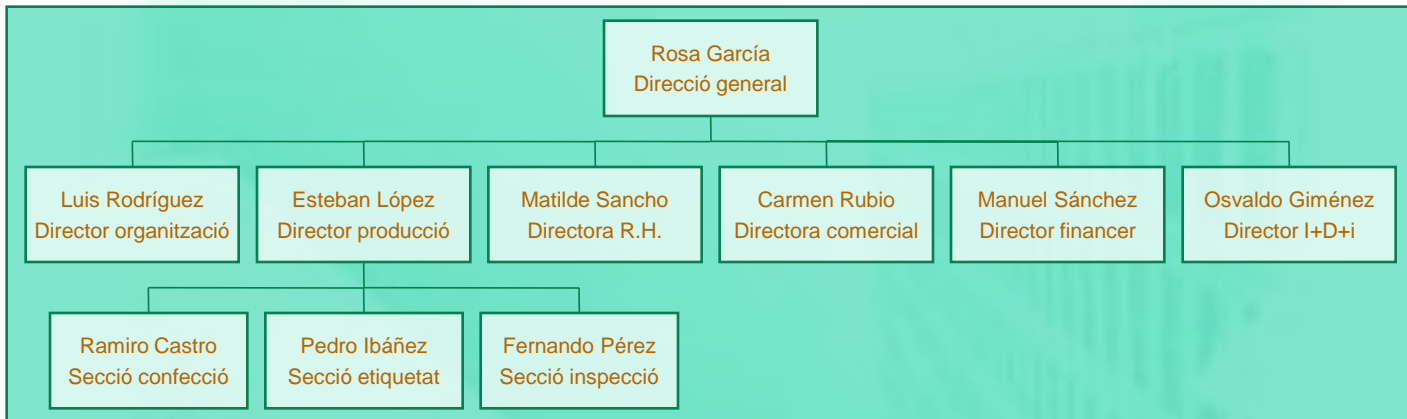 Rosa García
Direcció general
Luis Rodríguez
Director organització
Esteban López
Director producció
Matilde Sancho
Directora R.H.
Carmen Rubio
Directora comercial
Manuel Sánchez
Director financer
Osvaldo Giménez
Director I+D+i
Ramiro Castro
Secció confecció
Pedro Ibáñez
Secció etiquetat
Fernando Pérez
Secció inspecció